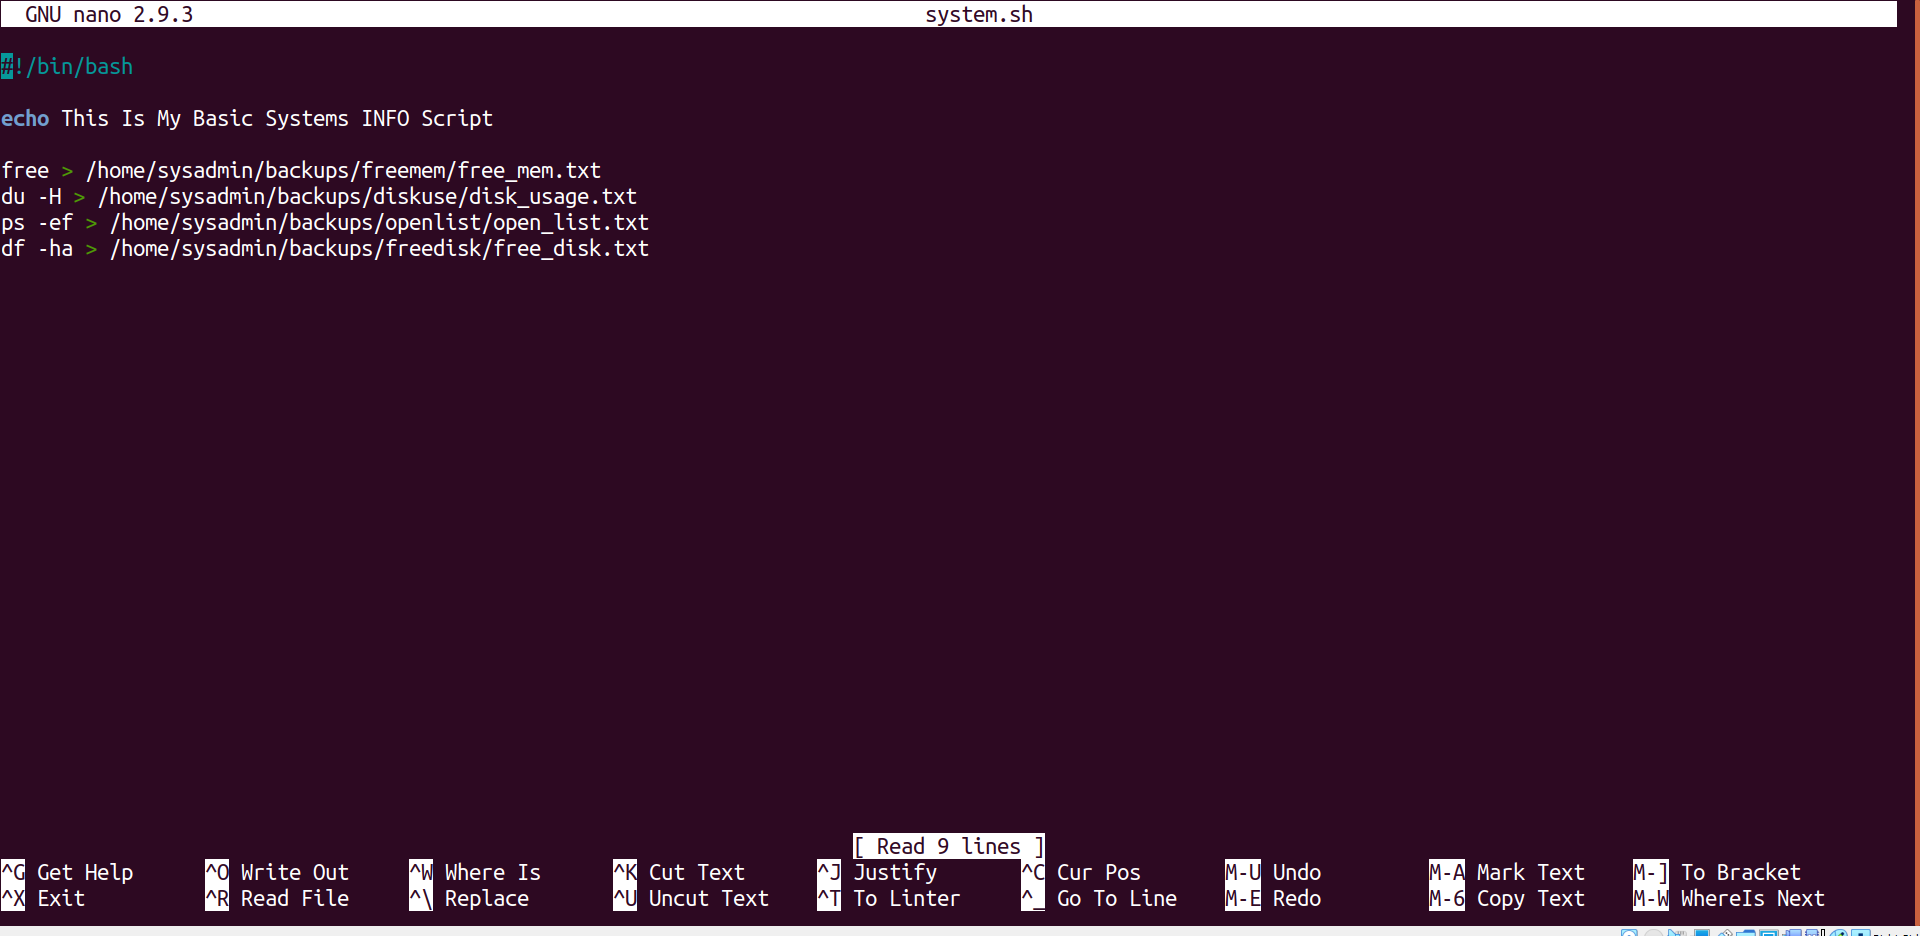 GNU nano 2.9.3 system.sh
#!/bin/bash
echo This Is My Basic Systems INFO Script
free > /home/sysadmin/backups/freemem/free_mem.txt
du -H > /home/sysadmin/backups/diskuse/disk_usage.txt
ps -ef > /home/sysadmin/backups/openlist/open_list.txt
df -ha > /home/sysadmin/backups/freedisk/free_disk.txt
[ Read 9 lines ]
^G Get Help ^O Write Out ^W Where Is ^K Cut Text ^J Justify ^C Cur Pos M-U Undo M-A Mark Text M-] To Bracket
^X Exit ^R Read File ^\ Replace ^U Uncut Text ^T To Linter ^_ Go To Line M-E Redo M-6 Copy Text M-W WhereIs Next